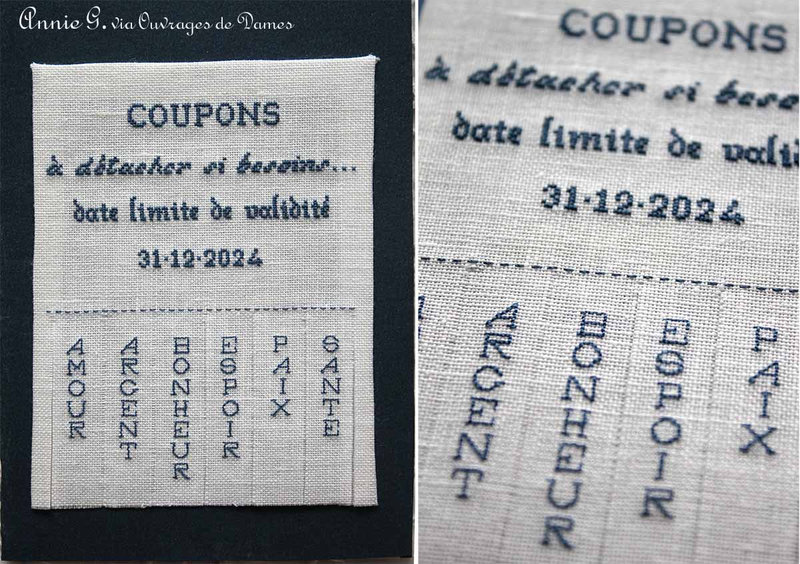 Annie G. via Ouvrages de Dames
COUPONS
à détacher si besoins...
date limite de validité
31·12·2024
AMOUR
ARGENT
BONHEUR
ESPOIR
PAIX
SANTE
COUPONS
à détacher si beso
date limite de vali
31·12·2024
ARGENT
BONHEUR
ESPOIR
PAIX